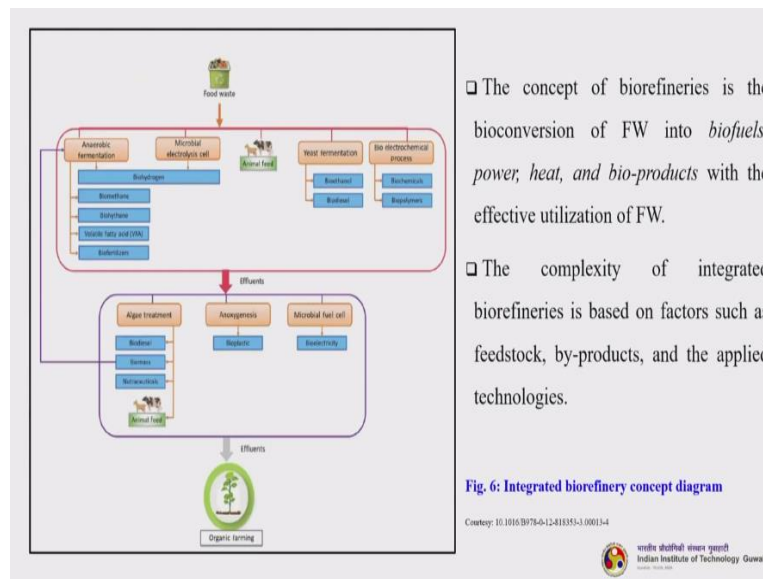 Food waste
Anaerobic
fermentation
Microbial
electrolysis cell
Animal feed
Yeast fermentation
Bio electrochemical
process
Biohydrogen
Biomethane
Biohythane
Volatile fatty acid (VFA)
Biofertilizers
Bioethanol
Biodiesel
Biochemicals
Biopolymers
Effluents
Algae treatment
Anoxygenesis
Microbial fuel cell
Biodiesel
Biomass
Nutraceuticals
Animal feed
Bioplastic
Bioelectricity
Effluents
Organic farming
❑ The concept of biorefineries is the
bioconversion of FW into biofuels,
power, heat, and bio-products with the
effective utilization of FW.
❑ The complexity of integrated
biorefineries is based on factors such as
feedstock, by-products, and the applied
technologies.
Fig. 6: Integrated biorefinery concept diagram
Courtesy: 10.1016/B978-0-12-818353-3.00013-4
भारतीय प्रौद्योगिकी संस्थान गुवाहाटी
Indian Institute of Technology Guwa